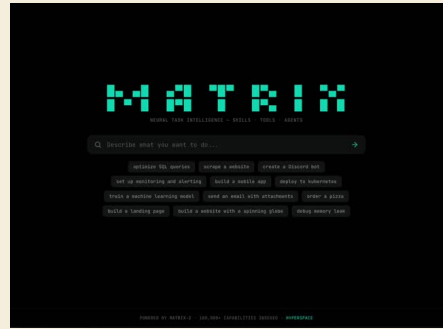 MATRIX
NEURAL TASK INTELLIGENCE — SKILLS · TOOLS · AGENTS
Describe what you want to do...
optimize SQL queries scrape a website create a Discord bot
set up monitoring and alerting build a mobile app deploy to kubernetes
train a machine learning model send an email with attachments order a pizza
build a landing page build a website with a spinning globe debug memory leak
POWERED BY MATRIX-2 · CAPABILITIES INDEXED · HYPERSPACE